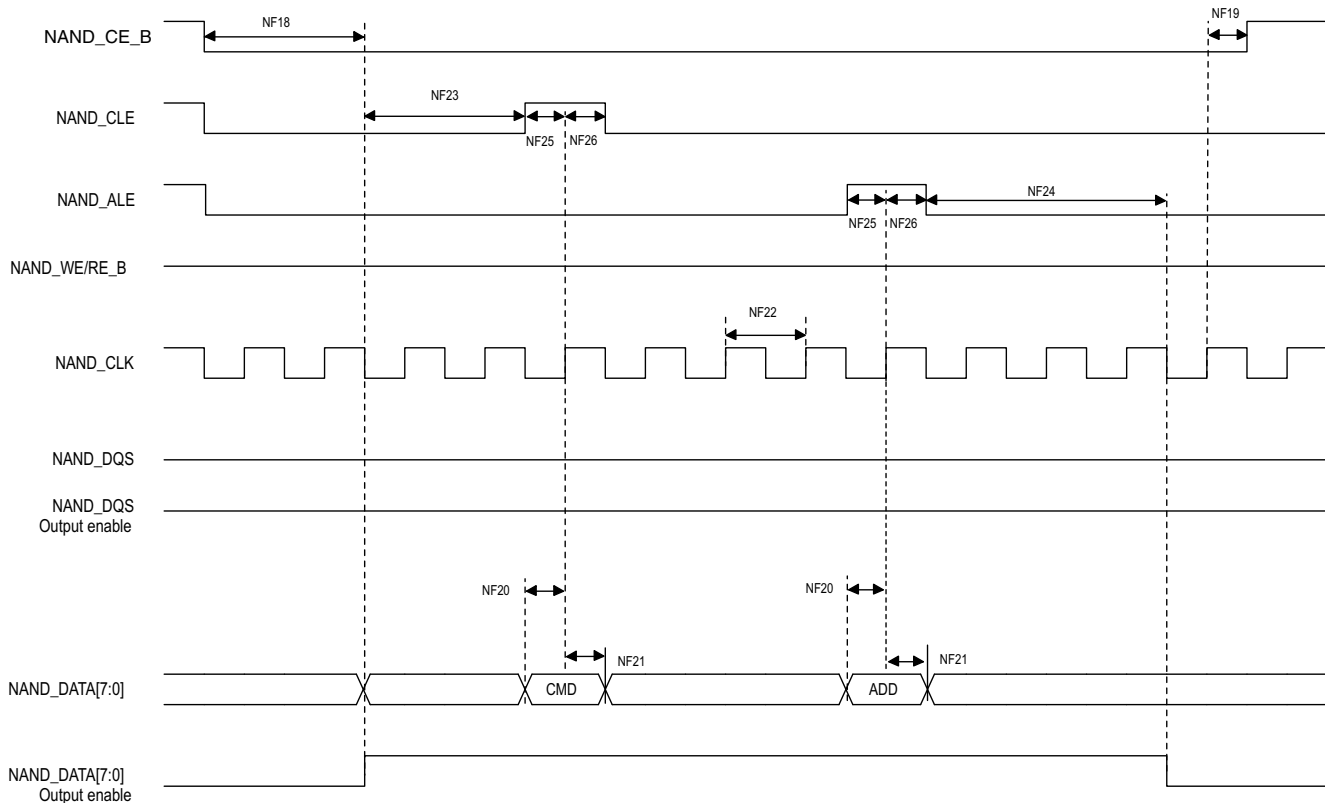 NF18
NF19
NAND_CE_B
NF23
NAND_CLE
NF25
NF26
NAND_ALE
NF24
NF25
NF26
NAND_WE/RE_B
NF22
NAND_CLK
NAND_DQS
NAND_DQS
Output enable
NF20
NF20
NF21
NF21
NAND_DATA[7:0]
CMD
ADD
NAND_DATA[7:0]
Output enable